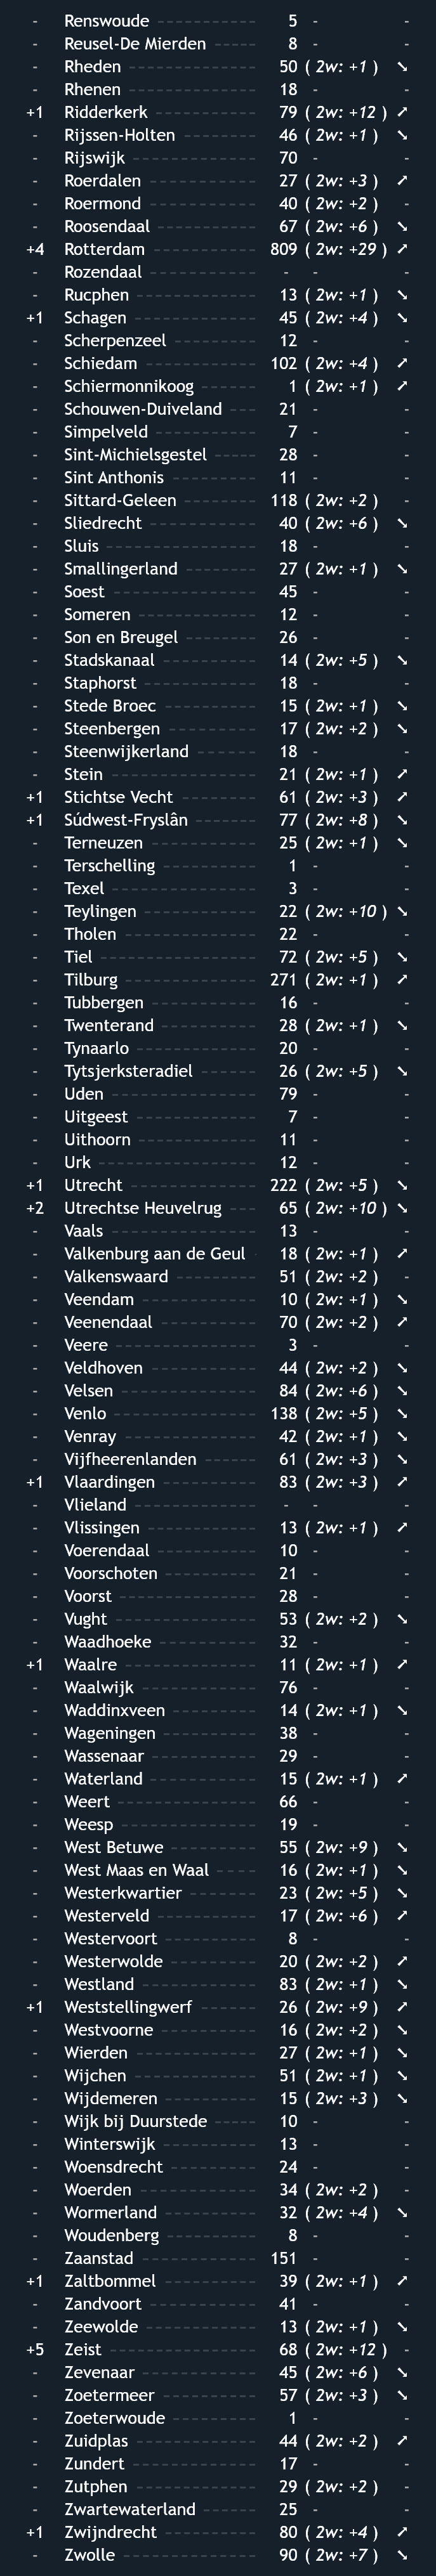 - Renswoude ----------- 5 - -
- Reusel-De Mierden ----- 8 - -
- Rheden -------------- 50 ( 2w: +1 ) ➘
- Rhenen -------------- 18 - -
+1 Ridderkerk ----------- 79 ( 2w: +12 ) ➚
- Rijssen-Holten -------- 46 ( 2w: +1 ) ➘
- Rijswijk -------------- 70 - -
- Roerdalen ------------ 27 ( 2w: +3 ) ➚
- Roermond ------------ 40 ( 2w: +2 ) -
- Roosendaal ----------- 67 ( 2w: +6 ) ➘
+4 Rotterdam ----------- 809 ( 2w: +29 ) ➚
- Rozendaal ------------ - - -
- Rucphen ------------- 13 ( 2w: +1 ) ➘
+1 Schagen -------------- 45 ( 2w: +4 ) ➘
- Scherpenzeel --------- 12 - -
- Schiedam ------------ 102 ( 2w: +4 ) ➚
- Schiermonnikoog ------ 1 ( 2w: +1 ) ➚
- Schouwen-Duiveland --- 21 - -
- Simpelveld ----------- 7 - -
- Sint-Michielsgestel ----- 28 - -
- Sint Anthonis ---------- 11 - -
- Sittard-Geleen -------- 118 ( 2w: +2 ) -
- Sliedrecht ------------ 40 ( 2w: +6 ) ➘
- Sluis ----------------- 18 - -
- Smallingerland -------- 27 ( 2w: +1 ) ➘
- Soest ---------------- 45 - -
- Someren ------------- 12 - -
- Son en Breugel -------- 26 - -
- Stadskanaal ---------- 14 ( 2w: +5 ) ➘
- Staphorst ------------ 18 - -
- Stede Broec ---------- 15 ( 2w: +1 ) ➘
- Steenbergen --------- 17 ( 2w: +2 ) ➘
- Steenwijkerland ------ 18 - -
- Stein ---------------- 21 ( 2w: +1 ) ➚
+1 Stichtse Vecht -------- 61 ( 2w: +3 ) ➚
+1 Súdwest-Fryslân ------- 77 ( 2w: +8 ) ➘
- Terneuzen ----------- 25 ( 2w: +1 ) ➘
- Terschelling ---------- 1 - -
- Texel ---------------- 3 - -
- Teylingen ------------ 22 ( 2w: +10 ) ➘
- Tholen -------------- 22 - -
- Tiel ----------------- 72 ( 2w: +5 ) ➘
- Tilburg -------------- 271 ( 2w: +1 ) ➚
- Tubbergen ----------- 16 - -
- Twenterand ---------- 28 ( 2w: +1 ) ➘
- Tynaarlo ------------ 20 - -
- Tytsjerksteradiel ------ 26 ( 2w: +5 ) ➘
- Uden ---------------- 79 - -
- Uitgeest ------------- 7 - -
- Uithoorn ------------- 11 - -
- Urk ----------------- 12 - -
+1 Utrecht -------------- 222 ( 2w: +5 ) ➘
+2 Utrechtse Heuvelrug --- 65 ( 2w: +10 ) ➘
- Vaals ---------------- 13 - -
- Valkenburg aan de Geul - 18 ( 2w: +1 ) ➚
- Valkenswaard --------- 51 ( 2w: +2 ) -
- Veendam ------------ 10 ( 2w: +1 ) ➘
- Veenendaal ---------- 70 ( 2w: +2 ) ➚
- Veere --------------- 3 - -
- Veldhoven ----------- 44 ( 2w: +2 ) ➘
- Velsen --------------- 84 ( 2w: +6 ) ➘
- Venlo ---------------- 138 ( 2w: +5 ) ➘
- Venray -------------- 42 ( 2w: +1 ) ➘
- Vijfheerenlanden ------ 61 ( 2w: +3 ) ➘
+1 Vlaardingen ---------- 83 ( 2w: +3 ) ➚
- Vlieland ------------- - - -
- Vlissingen ------------ 13 ( 2w: +1 ) ➚
- Voerendaal ----------- 10 - -
- Voorschoten ---------- 21 - -
- Voorst --------------- 28 - -
- Vught --------------- 53 ( 2w: +2 ) ➘
- Waadhoeke ---------- 32 - -
+1 Waalre -------------- 11 ( 2w: +1 ) ➚
- Waalwijk ------------ 76 - -
- Waddinxveen --------- 14 ( 2w: +1 ) ➘
- Wageningen ---------- 38 - -
- Wassenaar ----------- 29 - -
- Waterland ----------- 15 ( 2w: +1 ) ➚
- Weert --------------- 66 - -
- Weesp --------------- 19 - -
- West Betuwe --------- 55 ( 2w: +9 ) ➘
- West Maas en Waal ---- 16 ( 2w: +1 ) ➘
- Westerkwartier ------- 23 ( 2w: +5 ) ➘
- Westerveld ---------- 17 ( 2w: +6 ) ➚
- Westervoort ---------- 8 - -
- Westerwolde --------- 20 ( 2w: +2 ) ➚
- Westland ------------ 83 ( 2w: +1 ) ➘
+1 Weststellingwerf ------ 26 ( 2w: +9 ) ➚
- Westvoorne ---------- 16 ( 2w: +2 ) ➘
- Wierden ------------- 27 ( 2w: +1 ) ➘
- Wijchen ------------- 51 ( 2w: +1 ) ➘
- Wijdemeren ---------- 15 ( 2w: +3 ) ➘
- Wijk bij Duurstede ----- 10 - -
- Winterswijk ---------- 13 - -
- Woensdrecht --------- 24 - -
- Woerden ------------ 34 ( 2w: +2 ) -
- Wormerland ---------- 32 ( 2w: +4 ) ➘
- Woudenberg ---------- 8 - -
- Zaanstad ------------ 151 - -
+1 Zaltbommel ---------- 39 ( 2w: +1 ) ➚
- Zandvoort ----------- 41 - -
- Zeewolde ------------ 13 ( 2w: +1 ) ➘
+5 Zeist ---------------- 68 ( 2w: +12 ) -
- Zevenaar ------------ 45 ( 2w: +6 ) ➘
- Zoetermeer ---------- 57 ( 2w: +3 ) ➘
- Zoeterwoude --------- 1 - -
- Zuidplas ------------- 44 ( 2w: +2 ) ➚
- Zundert ------------- 17 - -
- Zutphen ------------- 29 ( 2w: +2 ) -
- Zwartewaterland ------ 25 - -
+1 Zwijndrecht ---------- 80 ( 2w: +4 ) ➚
- Zwolle --------------- 90 ( 2w: +7 ) ➘